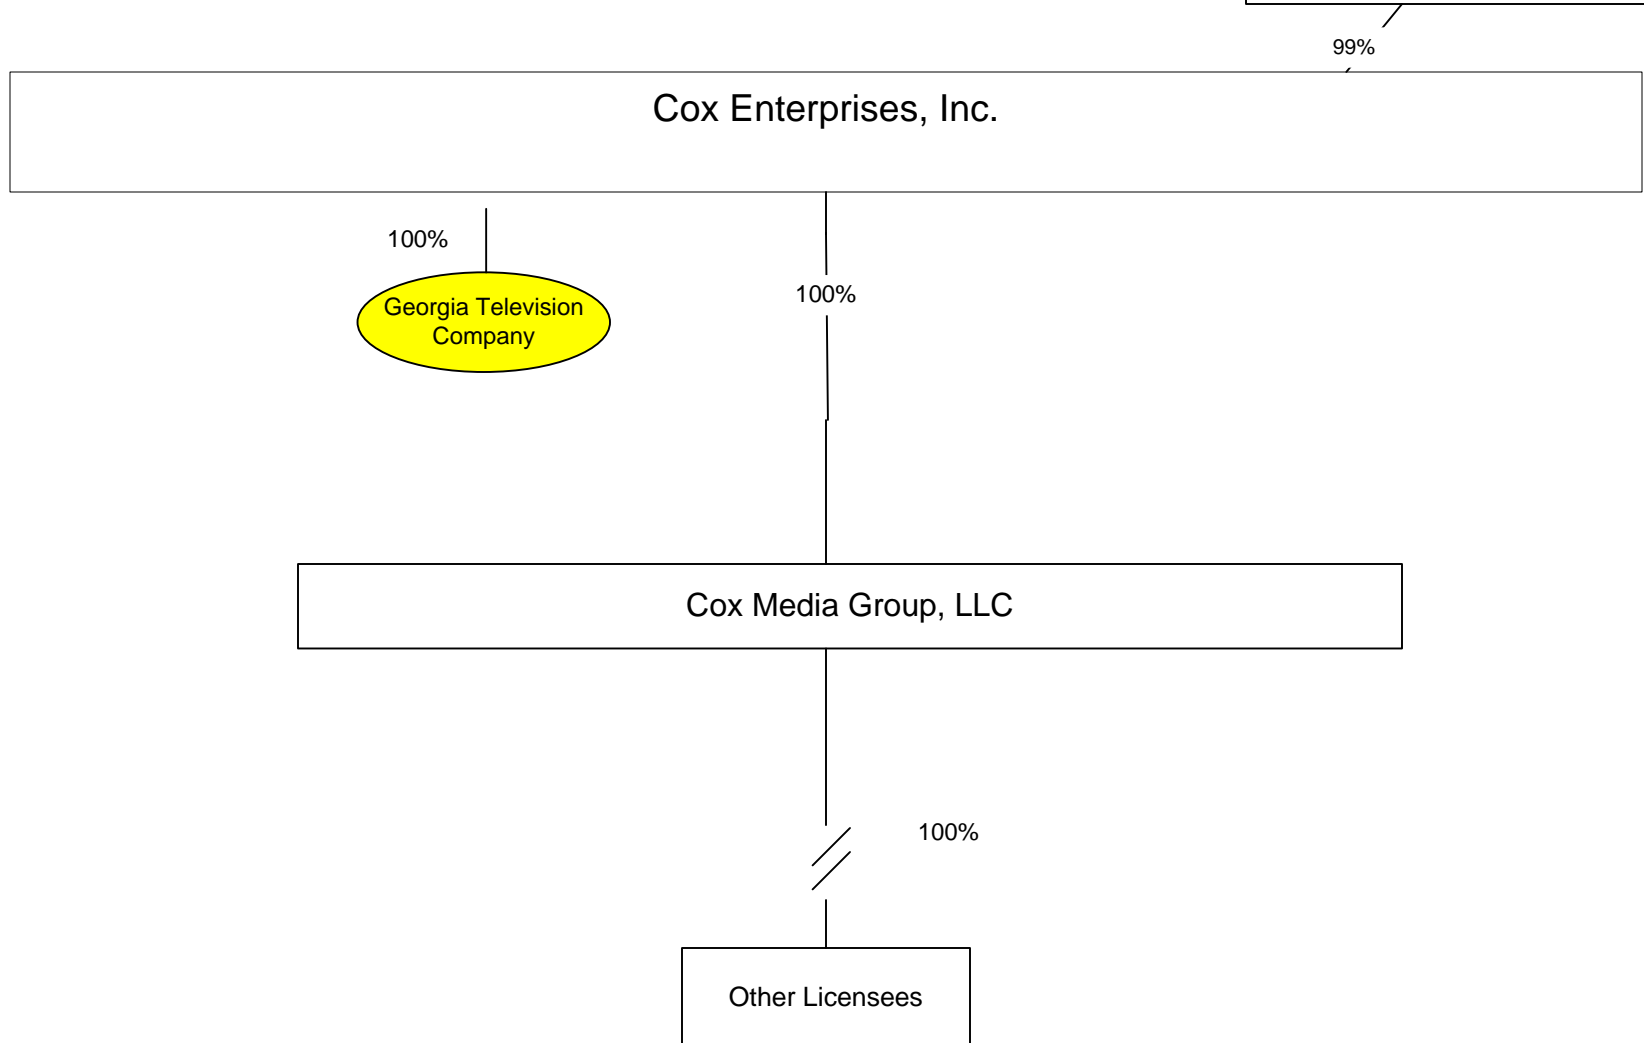 99%
Cox Enterprises, Inc.
100%
Georgia Television
Company
100%
Cox Media Group, LLC
100%
Other Licensees